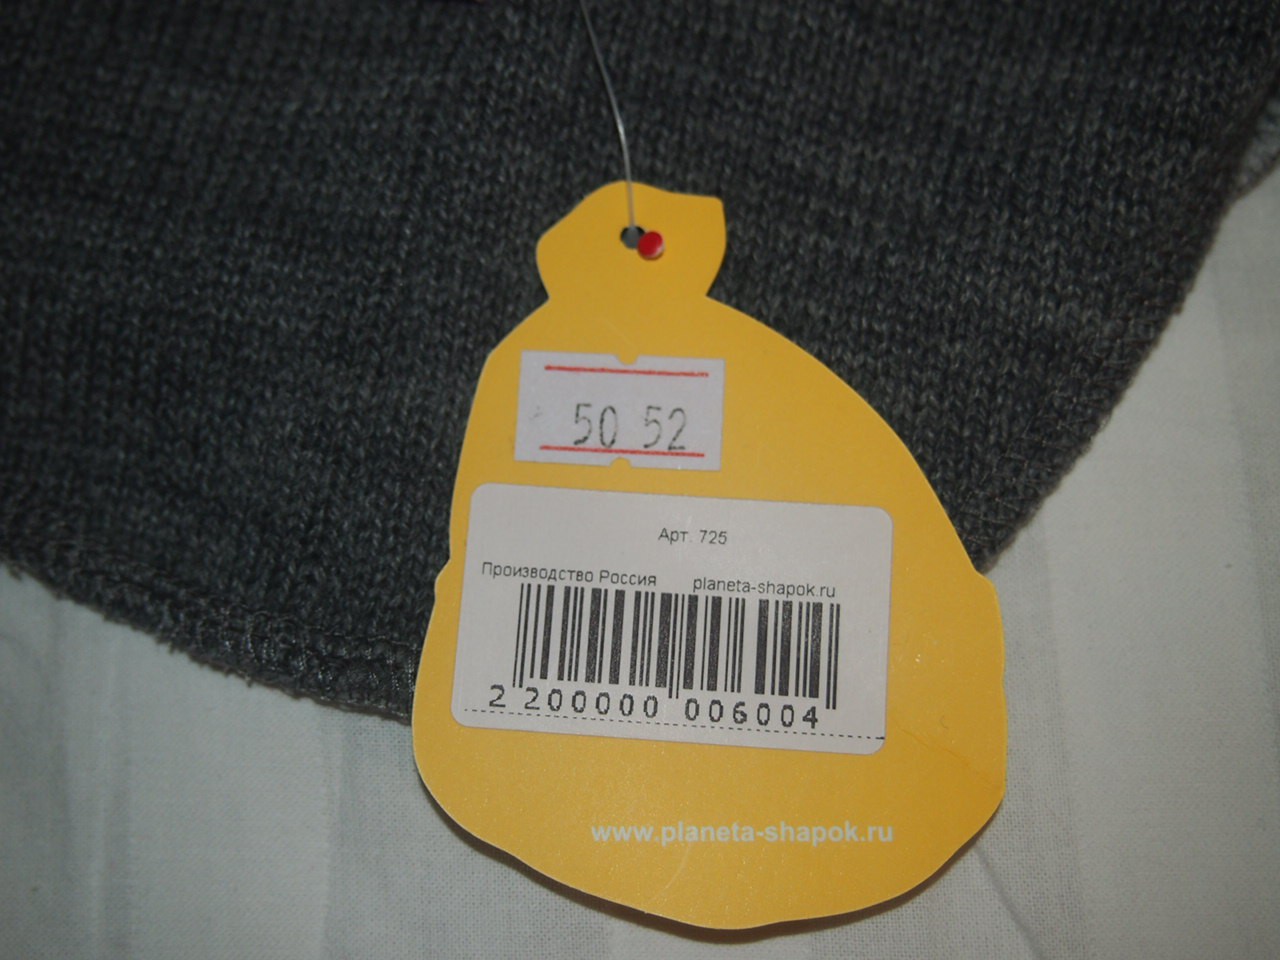 50 52
Арт. 725
Производство Россия planeta-shapok.ru
2 200000 006004
www.planeta-shapok.ru